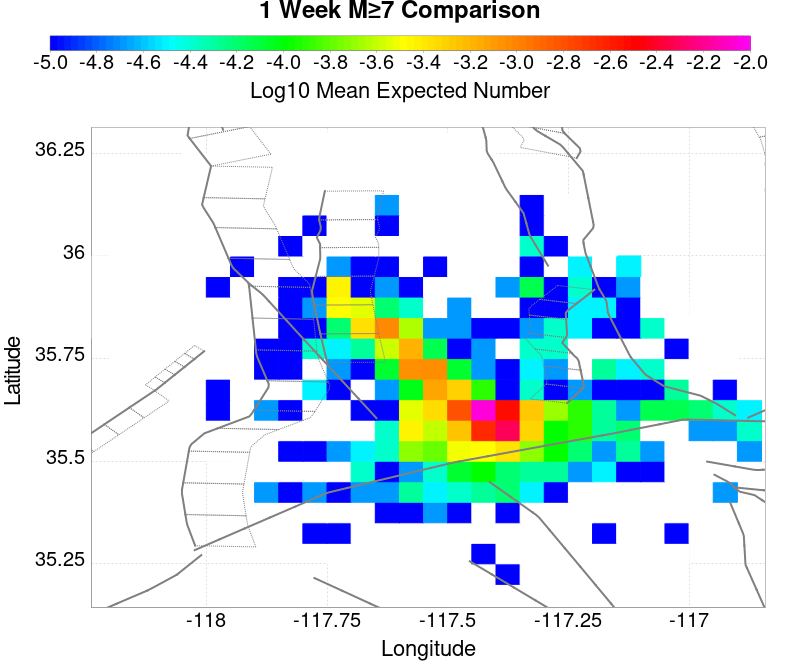 1 Week M≥7 Comparison
-5.0 -4.8 -4.6 -4.4 -4.2 -4.0 -3.8 -3.6 -3.4 -3.2 -3.0 -2.8 -2.6 -2.4 -2.2 -2.0
Log10 Mean Expected Number
36.25
36
35.75
35.5
35.25
Latitude
-118 -117.75 -117.5 -117.25 -117
Longitude